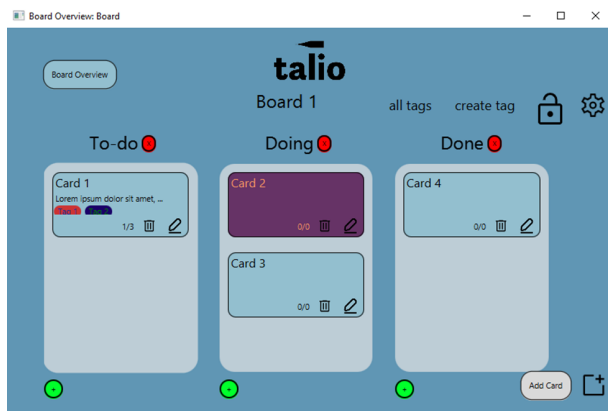 Board Overview: Board
Board Overview
talio
Board 1
all tags create tag
To-do
Doing
Done
Card 1
Lorem ipsum dolor sit amet, ...
Tag 1 Tag 2
1/3
Card 2
0/0
Card 3
0/0
Card 4
0/0
+
+
+
Add Card